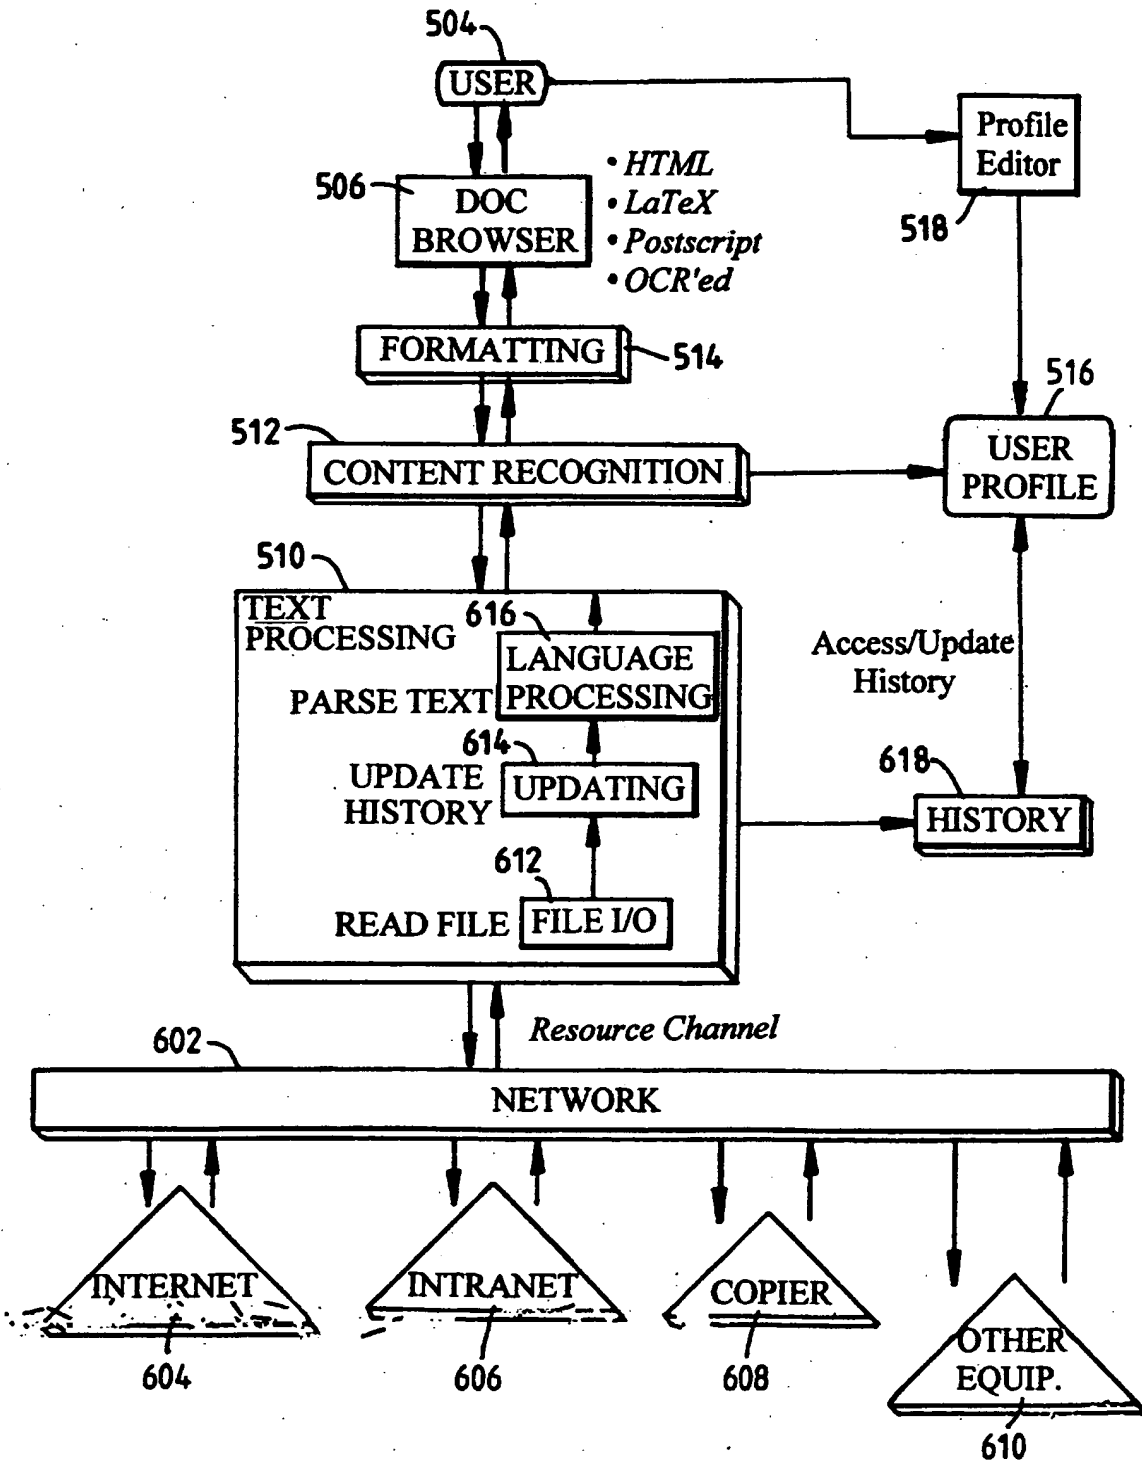 504
USER
Profile
Editor
518
506
DOC
BROWSER
• HTML
• LaTeX
• Postscript
• OCR'ed
FORMATTING
514
516
USER
PROFILE
512
CONTENT RECOGNITION
510
TEXT
PROCESSING
616
LANGUAGE
PROCESSING
PARSE TEXT
Access/Update
History
614
UPDATE
HISTORY
UPDATING
618
HISTORY
612
READ FILE
FILE I/O
Resource Channel
602
NETWORK
INTERNET
604
INTRANET
606
COPIER
608
OTHER
EQUIP.
610